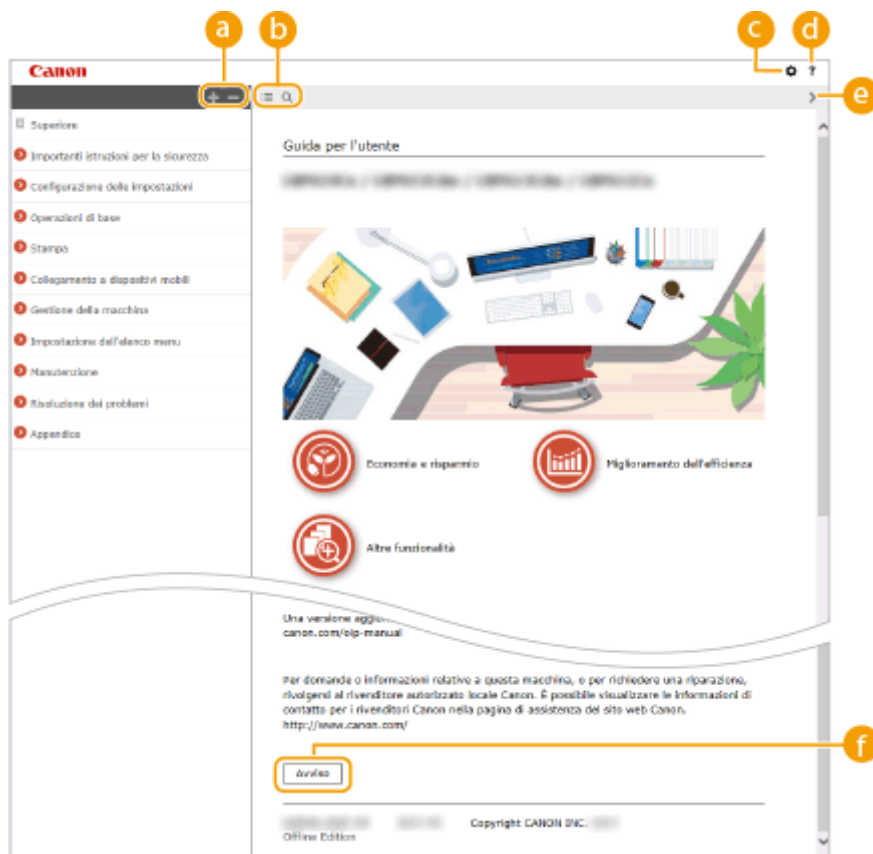 a b c d
Canon
+ − ?
e
Superiore
Importanti istruzioni per la sicurezza
Configurazione delle impostazioni
Operazioni di base
Stampa
Collegamento a dispositivi mobili
Gestione della macchina
Impostazione dell'elenco menu
Manutenzione
Risoluzione dei problemi
Appendice
Guida per l'utente
Economia e risparmio
Miglioramento dell'efficienza
Altre funzionalità
Una versione
canon.com/oip-manual
Per domande o informazioni relative a questa macchina, o per richiedere una riparazione,
rivolgersi al rivenditore autorizzato locale Canon. È possibile visualizzare le informazioni di
contatto per i rivenditori Canon nella pagina di assistenza del sito web Canon.
http://www.canon.com/
f
Avviso
Copyright CANON INC.
Offline Edition